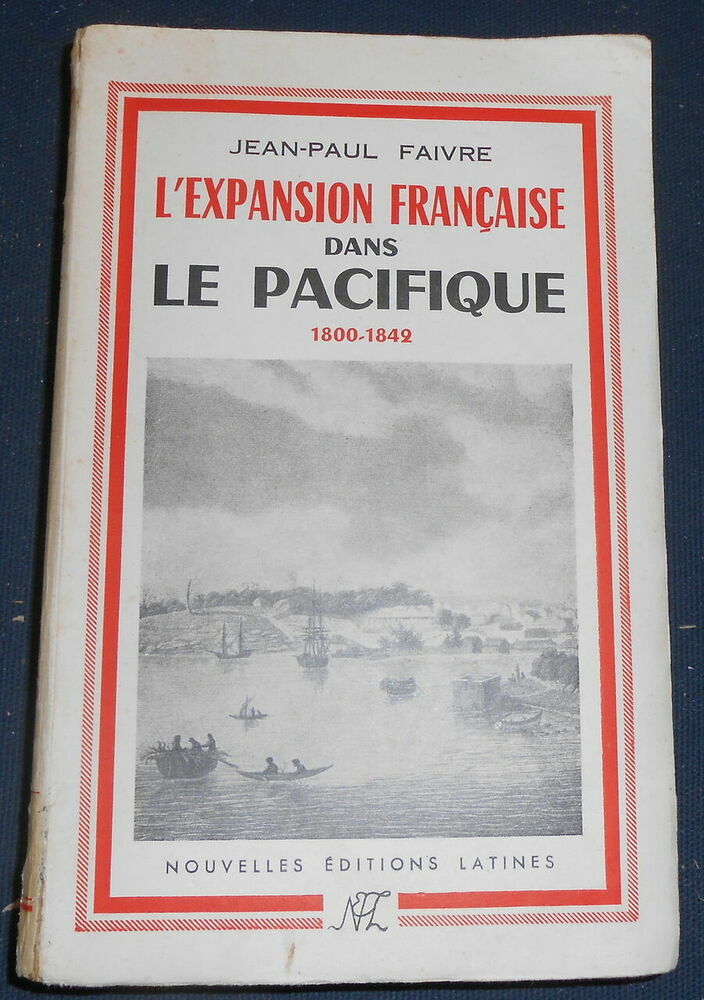 JEAN-PAUL FAIVRE
L'EXPANSION FRANÇAISE
DANS
LE PACIFIQUE
1800-1842
NOUVELLES ÉDITIONS LATINES
NEL